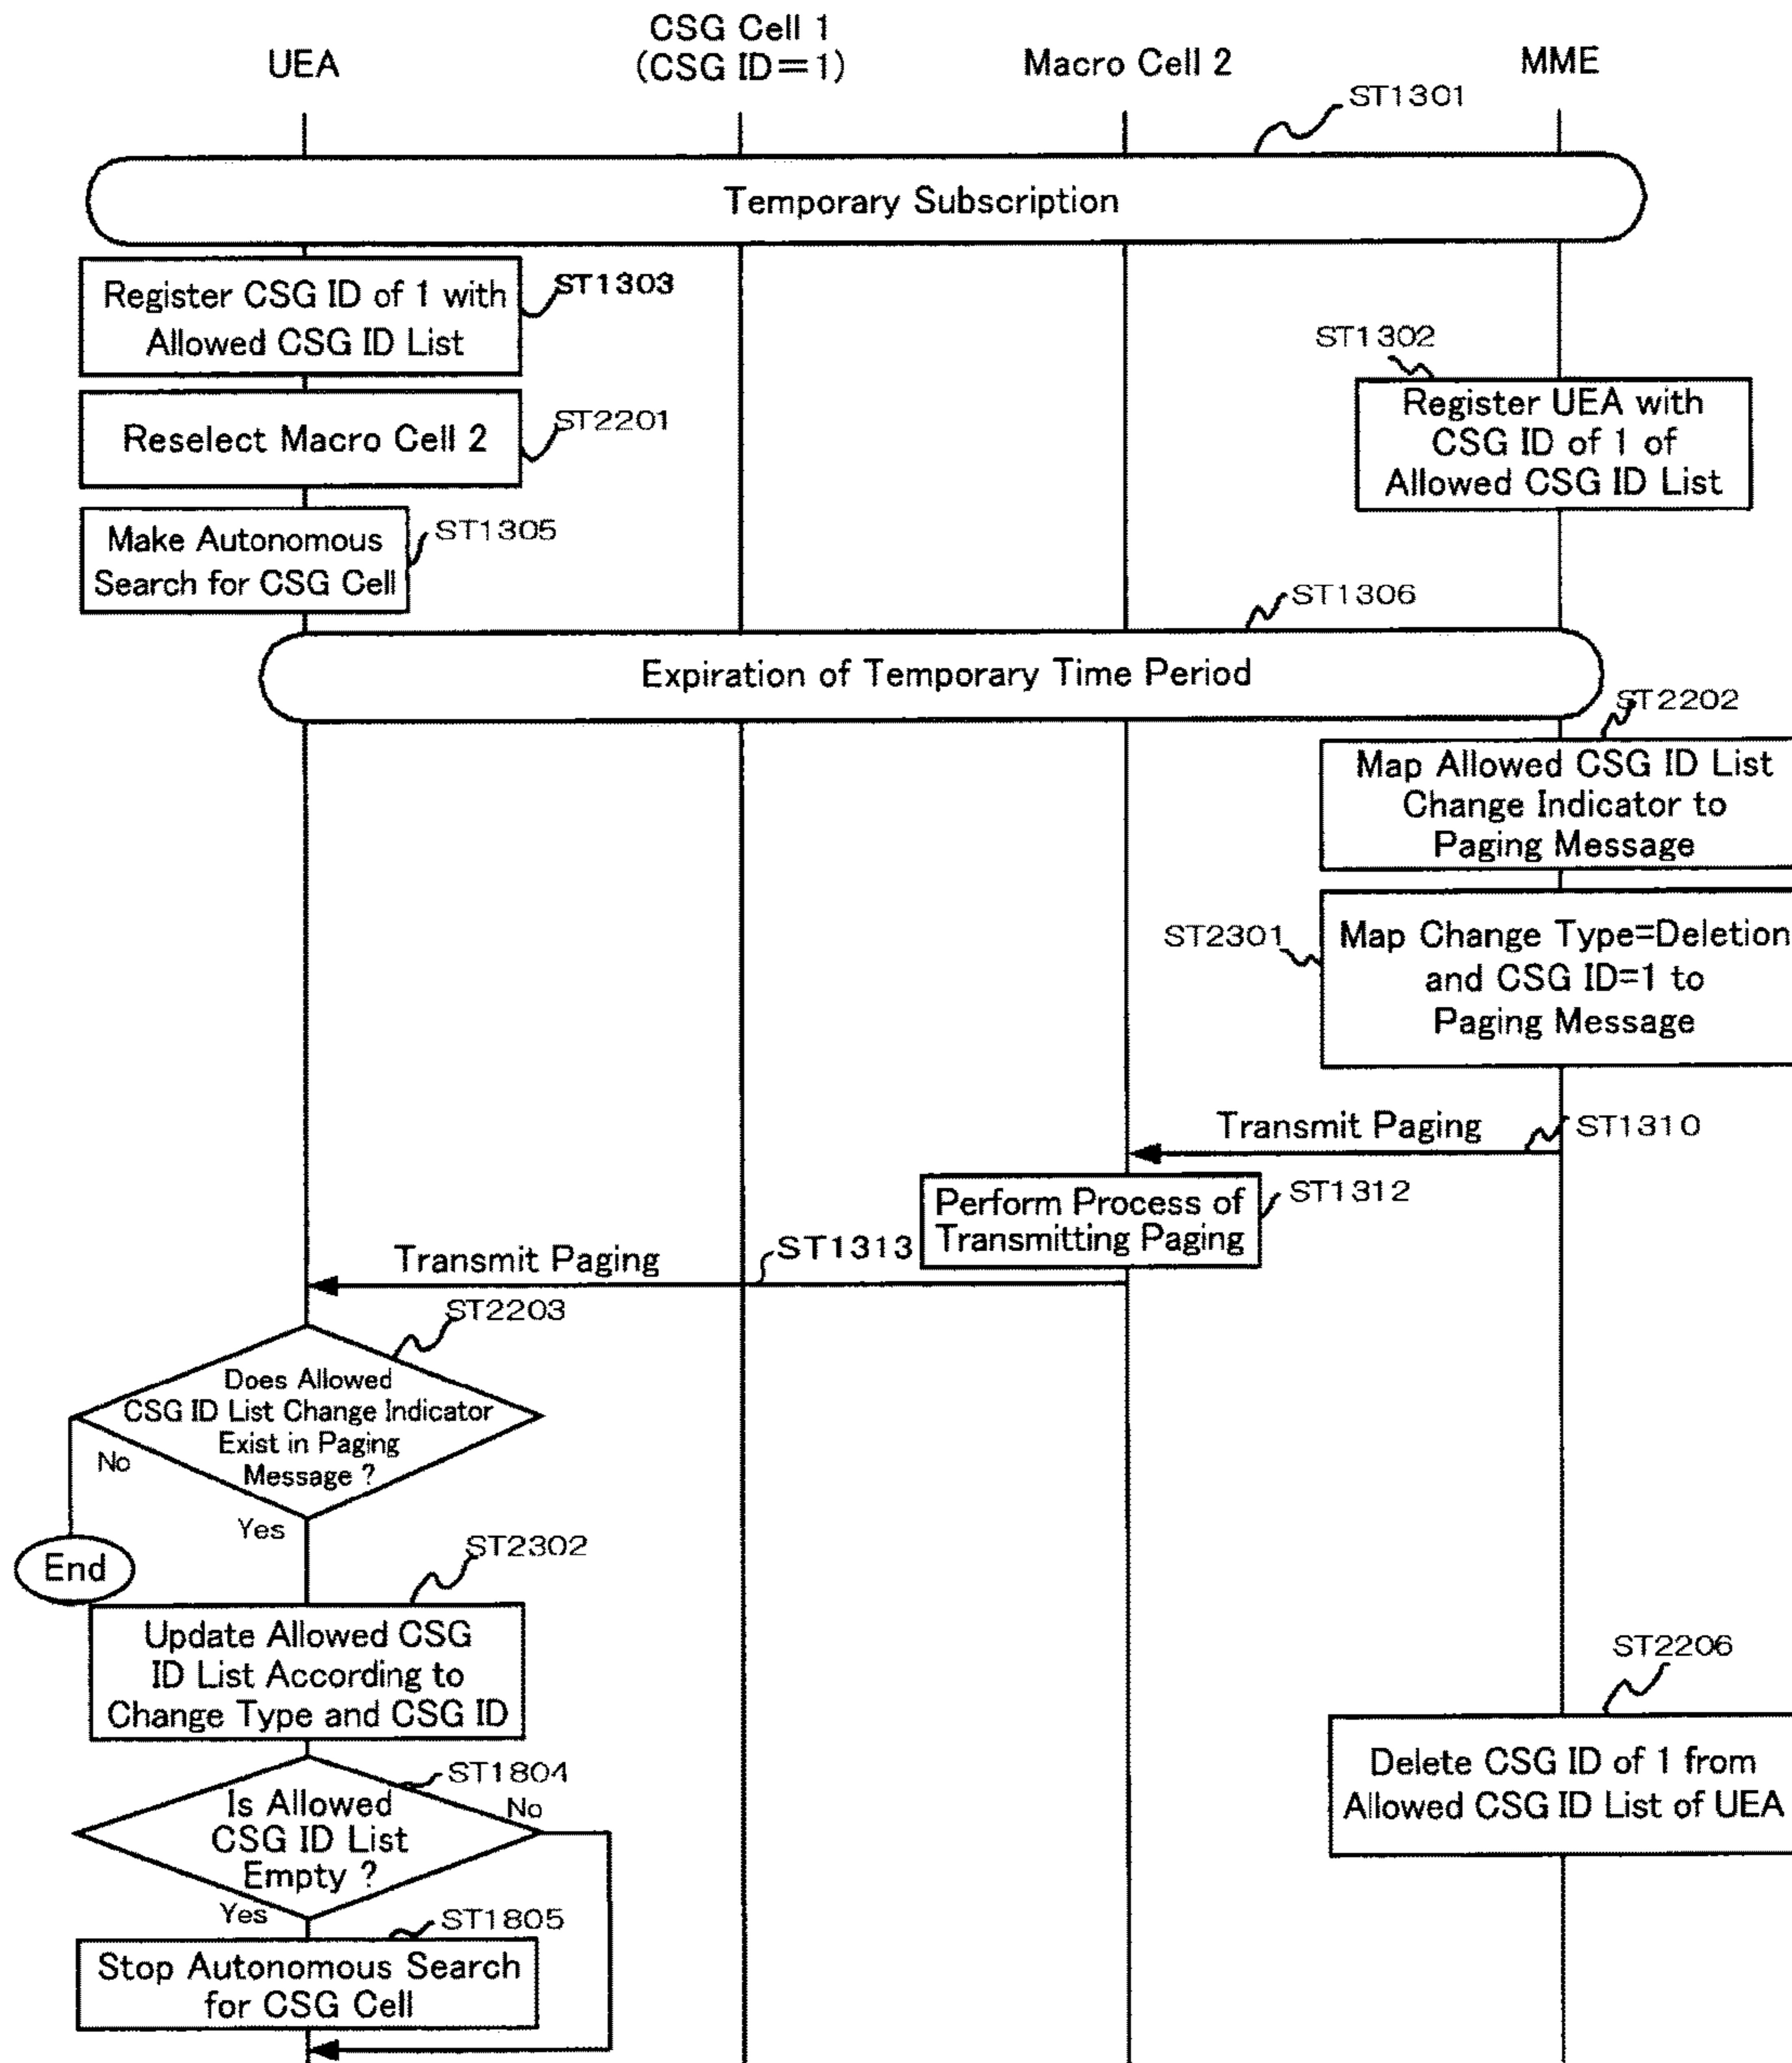 UEA
CSG Cell 1
(CSG ID=1)
Macro Cell 2
MME
ST1301
Temporary Subscription
Register CSG ID of 1 with
Allowed CSG ID List
ST1303
ST1302
Register UEA with
CSG ID of 1 of
Allowed CSG ID List
Reselect Macro Cell 2
ST2201
Make Autonomous
Search for CSG Cell
ST1305
ST1306
Expiration of Temporary Time Period
ST2202
Map Allowed CSG ID List
Change Indicator to
Paging Message
ST2301
Map Change Type=Deletion
and CSG ID=1 to
Paging Message
Transmit Paging
ST1310
Perform Process of
Transmitting Paging
ST1312
Transmit Paging
ST1313
ST2203
Does Allowed
CSG ID List Change Indicator
Exist in Paging
Message ?
No
Yes
End
ST2302
Update Allowed CSG
ID List According to
Change Type and CSG ID
ST2206
Delete CSG ID of 1 from
Allowed CSG ID List of UEA
ST1804
Is Allowed
CSG ID List
Empty ?
No
Yes
ST1805
Stop Autonomous Search
for CSG Cell